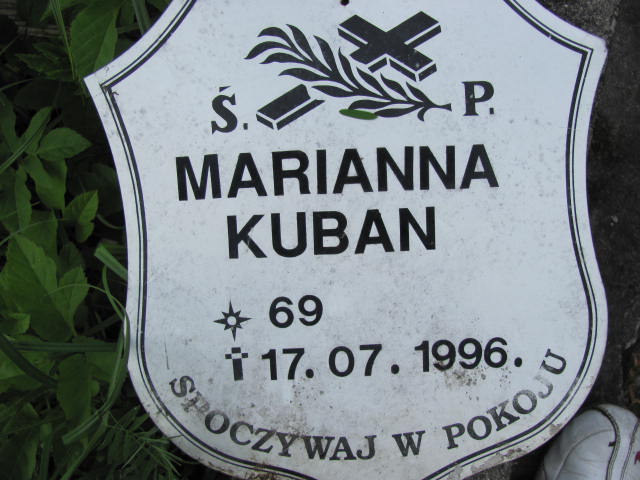 Ś. P.
MARIANNA
KUBAN
69
17. 07. 1996.
SPOCZYWAJ W POKOJU